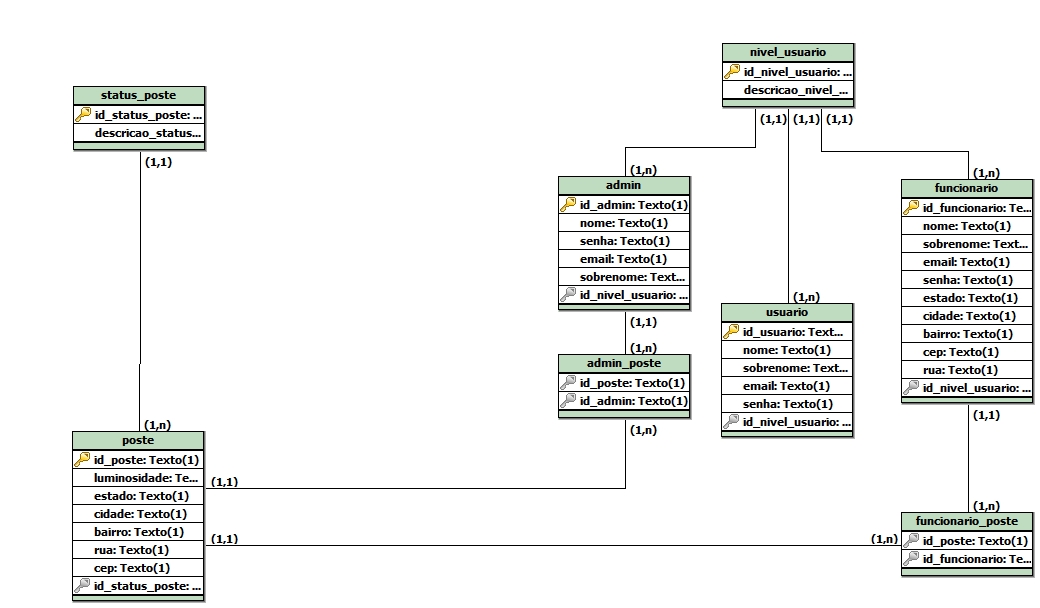 nivel_usuario
id_nivel_usuario: ...
descricao_nivel_...
(1,1)
(1,1)
(1,1)
status_poste
id_status_poste: ...
descricao_status...
(1,1)
(1,n)
admin
id_admin: Texto(1)
nome: Texto(1)
senha: Texto(1)
email: Texto(1)
sobrenome: Text...
id_nivel_usuario: ...
(1,1)
(1,n)
funcionario
id_funcionario: Te...
nome: Texto(1)
sobrenome: Text...
email: Texto(1)
senha: Texto(1)
estado: Texto(1)
cidade: Texto(1)
bairro: Texto(1)
cep: Texto(1)
rua: Texto(1)
id_nivel_usuario: ...
(1,1)
(1,n)
usuario
id_usuario: Text...
nome: Texto(1)
sobrenome: Text...
email: Texto(1)
senha: Texto(1)
id_nivel_usuario: ...
(1,n)
admin_poste
id_poste: Texto(1)
id_admin: Texto(1)
(1,n)
(1,n)
poste
id_poste: Texto(1)
luminosidade: Te...
estado: Texto(1)
cidade: Texto(1)
bairro: Texto(1)
rua: Texto(1)
cep: Texto(1)
id_status_poste: ...
(1,1)
(1,1)
(1,n)
(1,n)
funcionario_poste
id_poste: Texto(1)
id_funcionario: Te...